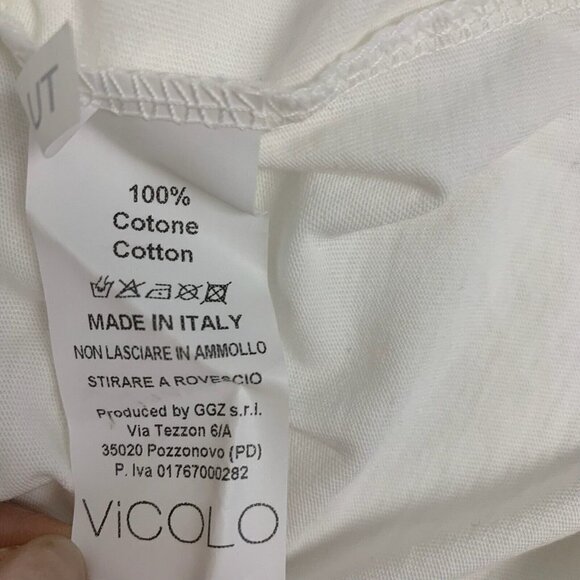 UT
100%
Cotone
Cotton
MADE IN ITALY
NON LASCIARE IN AMMOLLO
STIRARE A ROVESCIO
Produced by GGZ s.r.l.
Via Tezzon 6/A
35020 Pozzonovo (PD)
P. Iva 01767000282
ViCOLO